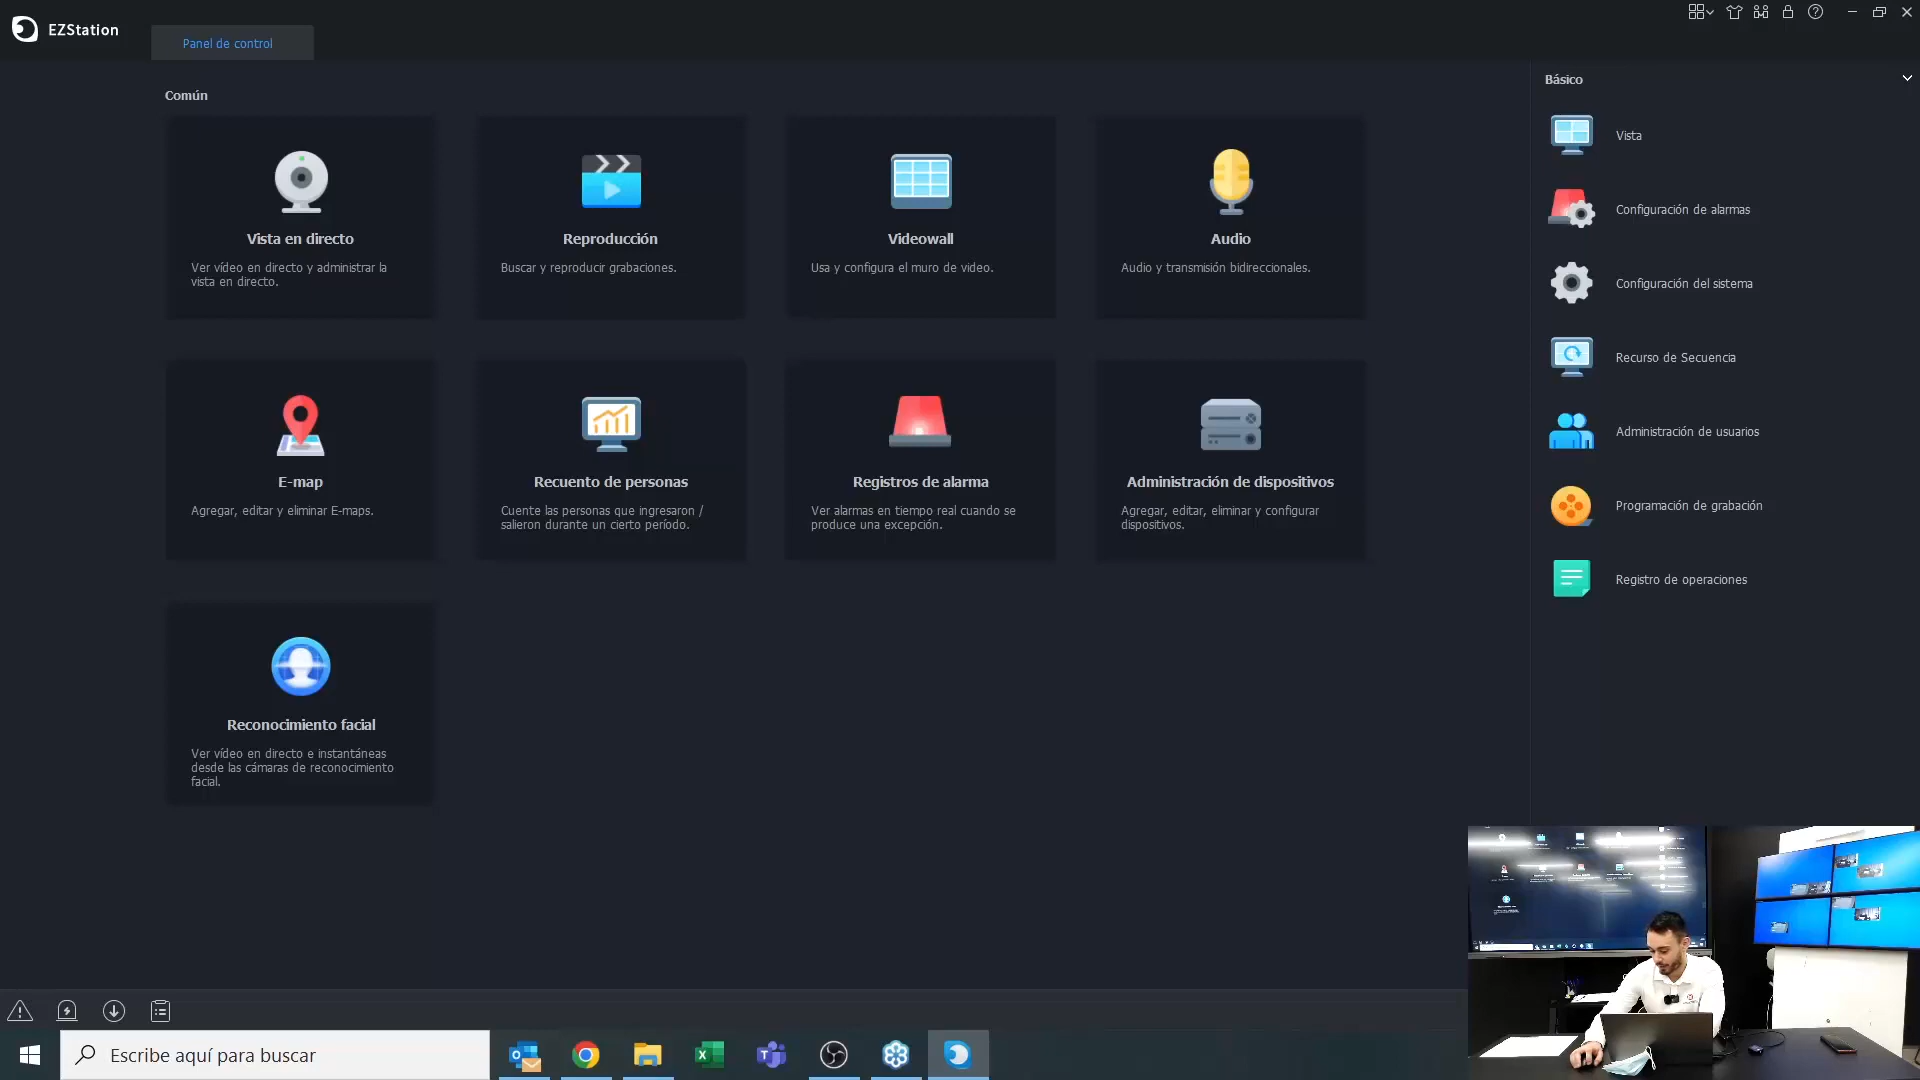 EZStation
Panel de control
Común
Básico
Vista en directo
Ver vídeo en directo y administrar la
vista en directo.
Reproducción
Buscar y reproducir grabaciones.
Videowall
Usa y configura el muro de video.
Audio
Audio y transmisión bidireccionales.
E-map
Agregar, editar y eliminar E-maps.
Recuento de personas
Cuente las personas que ingresaron /
salieron durante un cierto período.
Registros de alarma
Ver alarmas en tiempo real cuando se
produce una excepción.
Administración de dispositivos
Agregar, editar, eliminar y configurar
dispositivos.
Reconocimiento facial
Ver vídeo en directo e instantáneas
desde las cámaras de reconocimiento
facial.
Vista
Configuración de alarmas
Configuración del sistema
Recurso de Secuencia
Administración de usuarios
Programación de grabación
Registro de operaciones
Escribe aquí para buscar